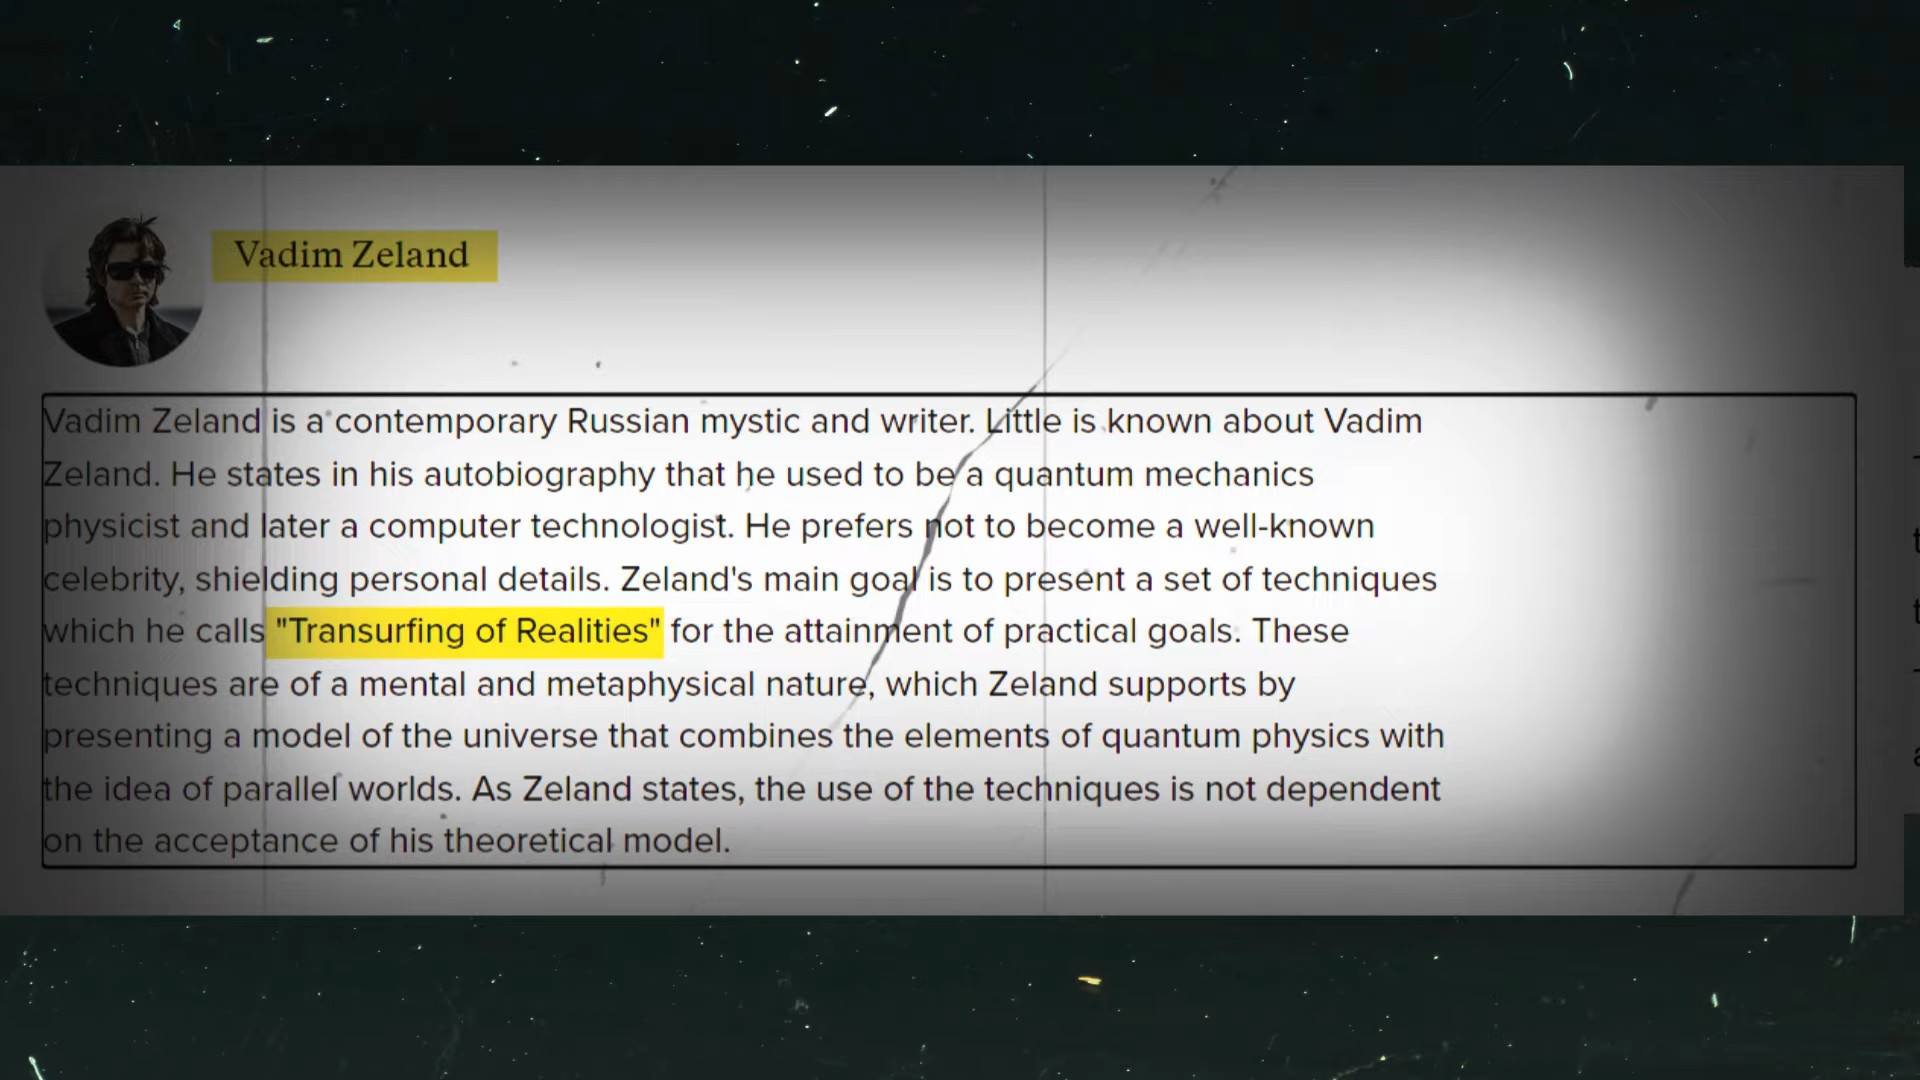 Vadim Zeland
Vadim Zeland is a contemporary Russian mystic and writer. Little is known about Vadim
Zeland. He states in his autobiography that he used to be a quantum mechanics
physicist and later a computer technologist. He prefers not to become a well-known
celebrity, shielding personal details. Zeland's main goal is to present a set of techniques
which he calls "Transurfing of Realities" for the attainment of practical goals. These
techniques are of a mental and metaphysical nature, which Zeland supports by
presenting a model of the universe that combines the elements of quantum physics with
the idea of parallel worlds. As Zeland states, the use of the techniques is not dependent
on the acceptance of his theoretical model.